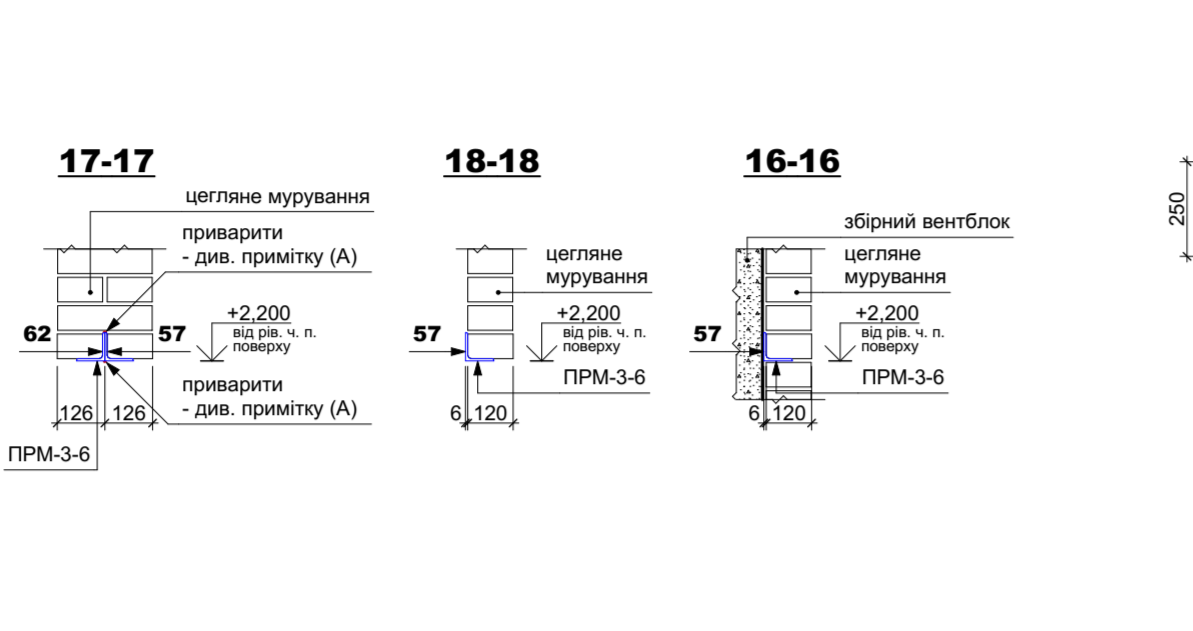 17-17
цегляне мурування
приварити
- див. примітку (А)
+2,200
від рів. ч. п.
поверху
62
57
приварити
- див. примітку (А)
126
126
ПРМ-3-6
18-18
цегляне
мурування
+2,200
від рів. ч. п.
поверху
57
ПРМ-3-6
6
120
16-16
збірний вентблок
цегляне
мурування
+2,200
від рів. ч. п.
поверху
57
ПРМ-3-6
6
120
250